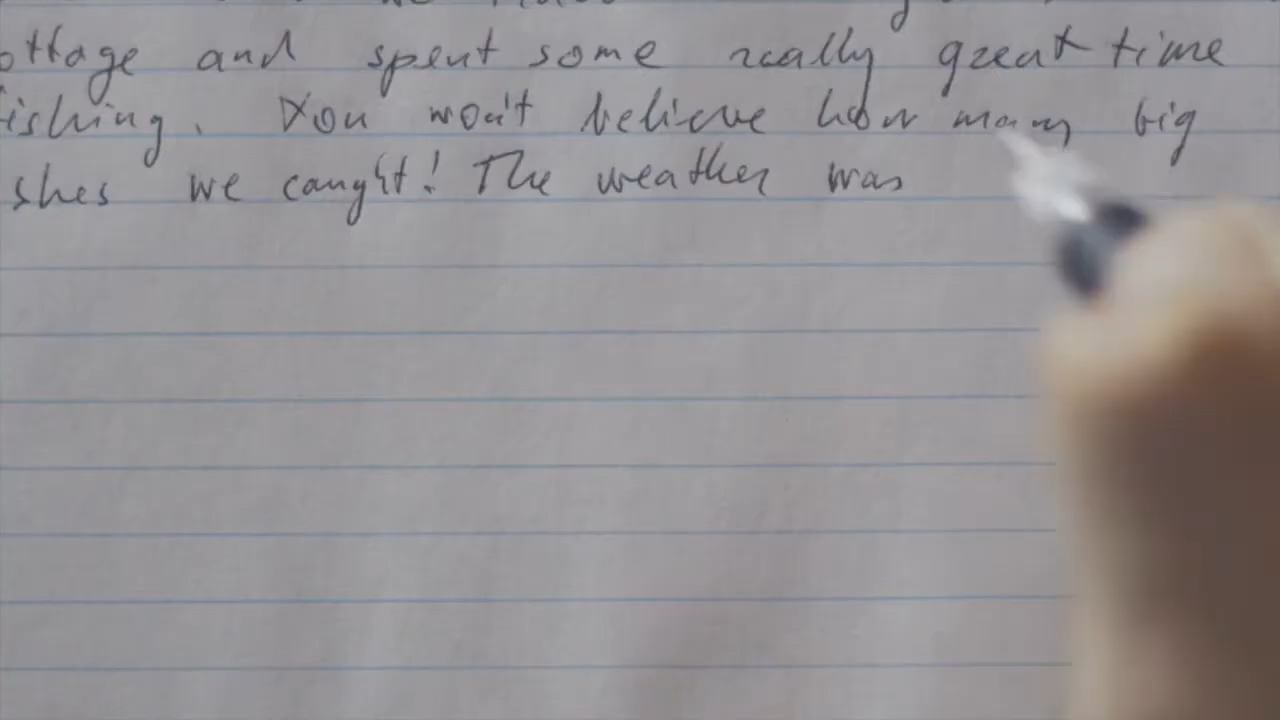 ottage and spent some really great time
ishing. You won't believe how many big
shes we caught! The weather was